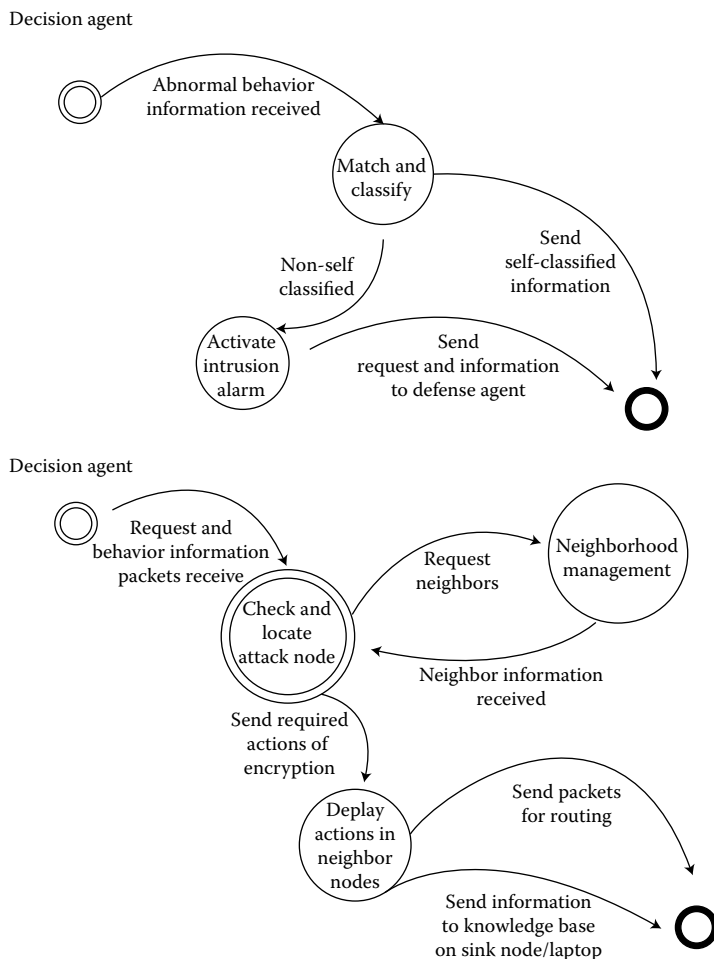 Decision agent
Abnormal behavior
information received
Match and
classify
Non-self
classified
Send
self-classified
information
Activate
intrusion
alarm
Send
request and information
to defense agent
Decision agent
Request and
behavior information
packets receive
Neighborhood
management
Request
neighbors
Check and
locate
attack node
Neighbor information
received
Send required
actions of
encryption
Deplay
actions in
neighbor
nodes
Send packets
for routing
Send information
to knowledge base
on sink node/laptop